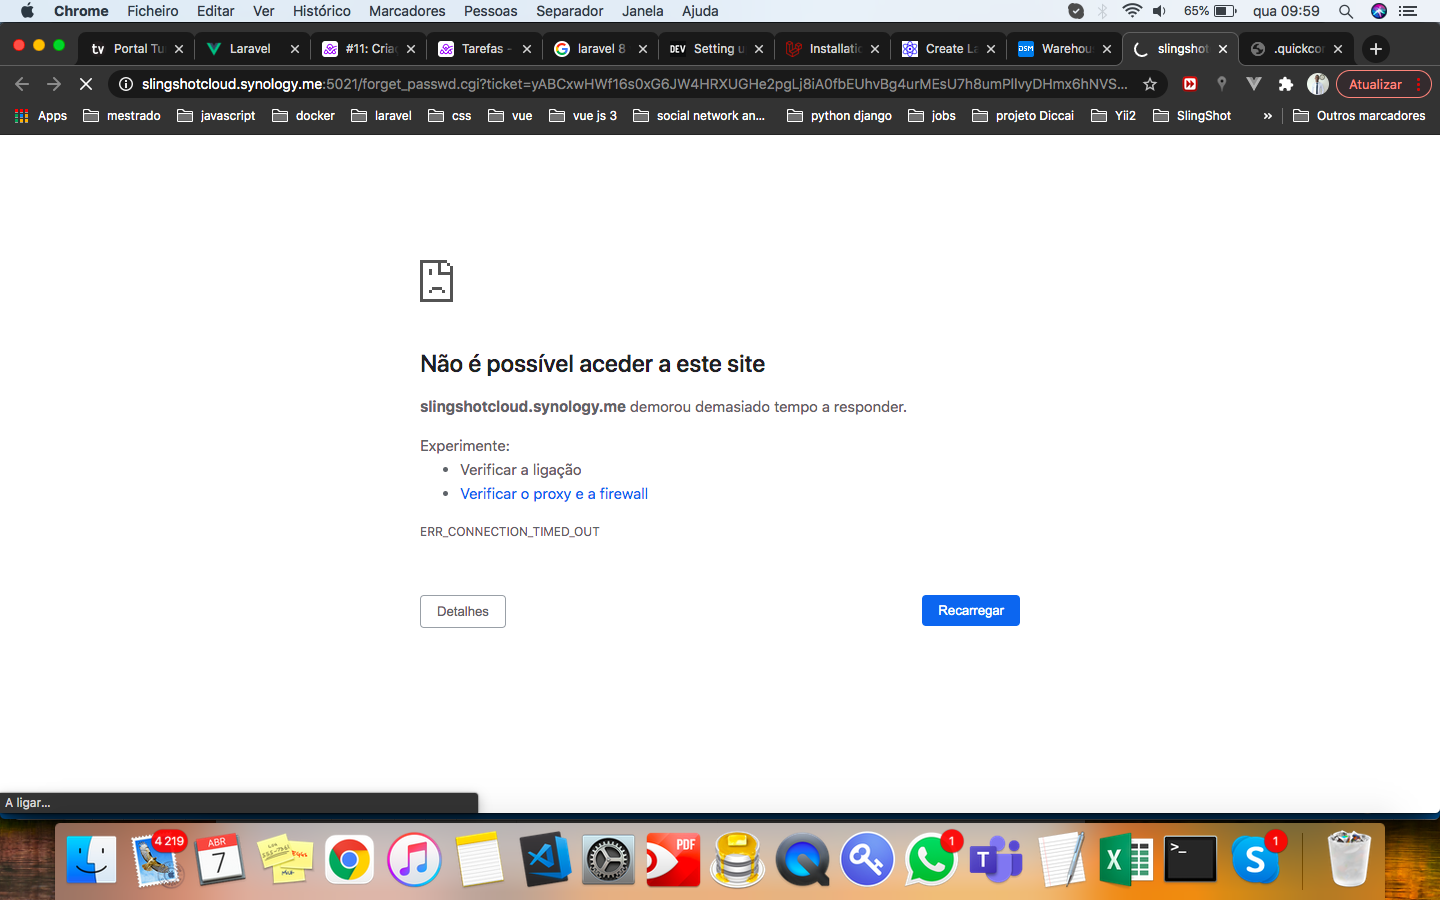 Chrome Ficheiro Editar Ver Histórico Marcadores Pessoas Separador Janela Ajuda 65% qua 09:59
tv Portal Tu Laravel #11: Cria Tarefas - laravel 8 DEV Setting u Installatio Create La DSM Warehou slingshot .quickcor
slingshotcloud.synology.me:5021/forget_passwd.cgi?ticket=yABCxwHWf16s0xG6JW4HRXUGHe2pgLj8iA0fbEUhvBg4urMEsU7h8umPllvyDHmx6hNVS... Atualizar
Apps mestrado javascript docker laravel css vue vue js 3 social network an... python django jobs projeto Diccai Yii2 SlingShot » Outros marcadores
Não é possível aceder a este site
slingshotcloud.synology.me demorou demasiado tempo a responder.
Experimente:
• Verificar a ligação
• Verificar o proxy e a firewall
ERR_CONNECTION_TIMED_OUT
Detalhes Recarregar
A ligar...
4 219 ABR 7 PDF 1 T X >_ S 1